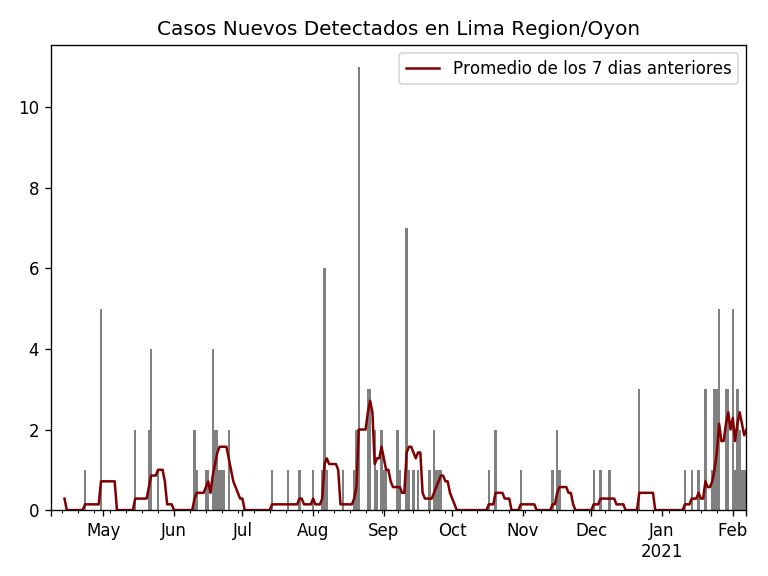 Casos Nuevos Detectados en Lima Region/Oyon
Promedio de los 7 dias anteriores
10
8
6
4
2
0
May Jun Jul Aug Sep Oct Nov Dec Jan Feb
2021